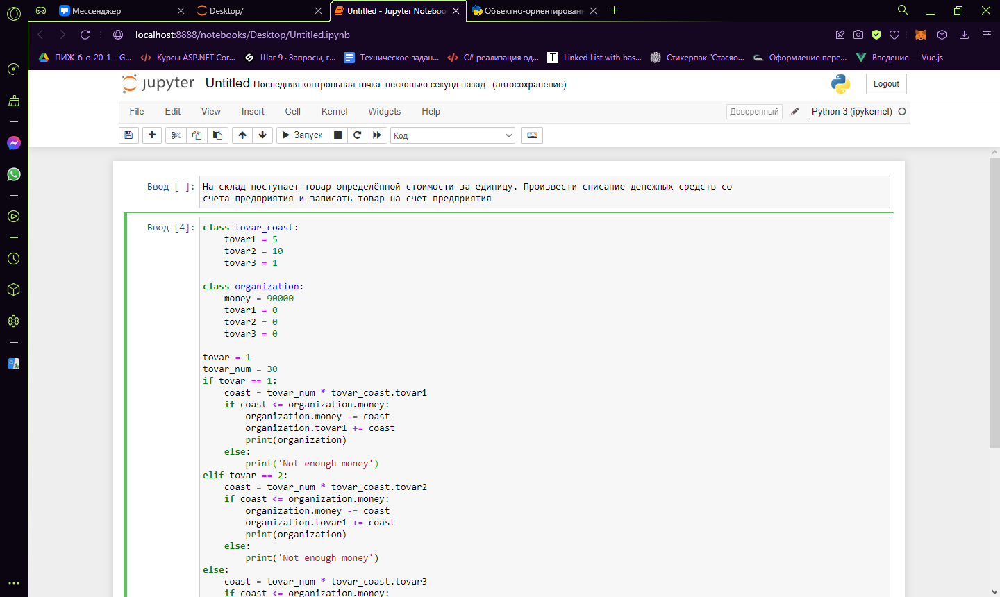 Мессенджер
Desktop/
Untitled - Jupyter Notebo
Объектно-ориентирован
localhost:8888/notebooks/Desktop/Untitled.ipynb
ПИЖ-6-о-20-1 – G...
Курсы ASP.NET Cor...
Шаг 9 · Запросы, г...
Техническое задан...
C# реализация од...
Linked List with bas...
Стикерпак "Стасяо...
Оформление пере...
Введение — Vue.js
jupyter Untitled Последняя контрольная точка: несколько секунд назад (автосохранение)
Logout
File Edit View Insert Cell Kernel Widgets Help
Доверенный
Python 3 (ipykernel)
Запуск
Код
Ввод [ ]:
На склад поступает товар определённой стоимости за единицу. Произвести списание денежных средств со
счета предприятия и записать товар на счет предприятия
Ввод [4]:
class tovar_coast:
    tovar1 = 5
    tovar2 = 10
    tovar3 = 1
class organization:
    money = 90000
    tovar1 = 0
    tovar2 = 0
    tovar3 = 0
tovar = 1
tovar_num = 30
if tovar == 1:
    coast = tovar_num * tovar_coast.tovar1
    if coast <= organization.money:
        organization.money -= coast
        organization.tovar1 += coast
        print(organization)
    else:
        print('Not enough money')
elif tovar == 2:
    coast = tovar_num * tovar_coast.tovar2
    if coast <= organization.money:
        organization.money -= coast
        organization.tovar1 += coast
        print(organization)
    else:
        print('Not enough money')
else:
    coast = tovar_num * tovar_coast.tovar3
    if coast <= organization.money: